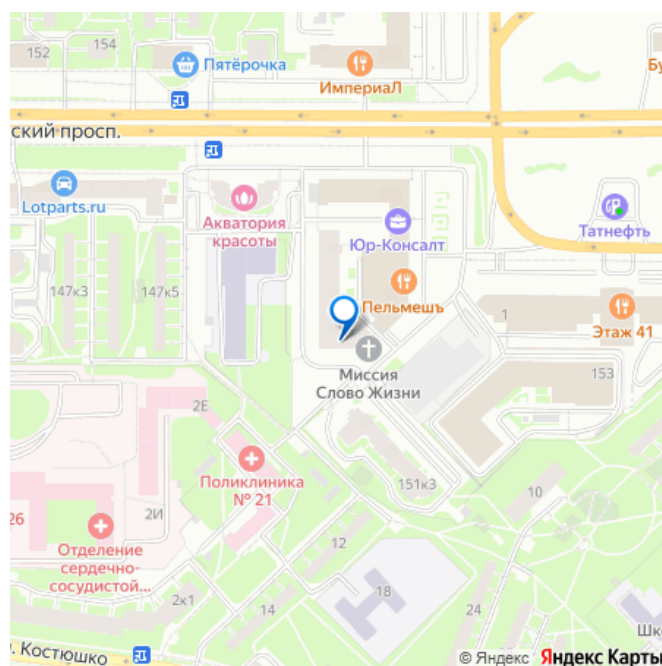 152
154
Пятёрочка
ИмпериаЛ
Бу
ский просп.
Lotparts.ru
Акватория
красоты
Юр-Консалт
Татнефть
147к3
147к5
Пельмешъ
1
Этаж 41
Миссия
Слово Жизни
153
2Е
Поликлиника
№ 21
151к3
10
26
2И
Отделение
сердечно-
сосудистой...
12
18
2к1
14
24
Шко
. Костюшко
© Яндекс Яндекс Карты